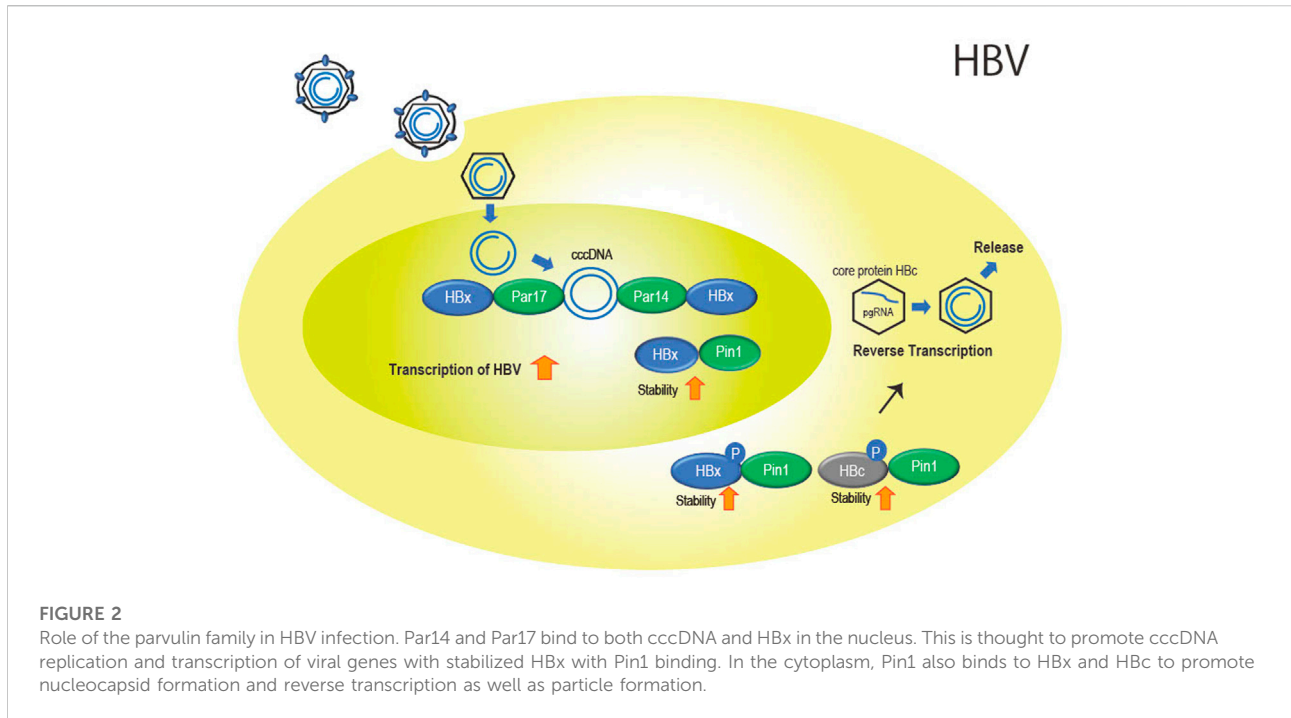 HBV
cccDNA
HBx Par17 Par14 HBx
HBx Pin1
Transcription of HBV
Stability
Release
core protein HBc
pgRNA
Reverse Transcription
P P
HBx Pin1 HBc Pin1
Stability Stability
FIGURE 2
Role of the parvulin family in HBV infection. Par14 and Par17 bind to both cccDNA and HBx in the nucleus. This is thought to promote cccDNA
replication and transcription of viral genes with stabilized HBx with Pin1 binding. In the cytoplasm, Pin1 also binds to HBx and HBc to promote
nucleocapsid formation and reverse transcription as well as particle formation.